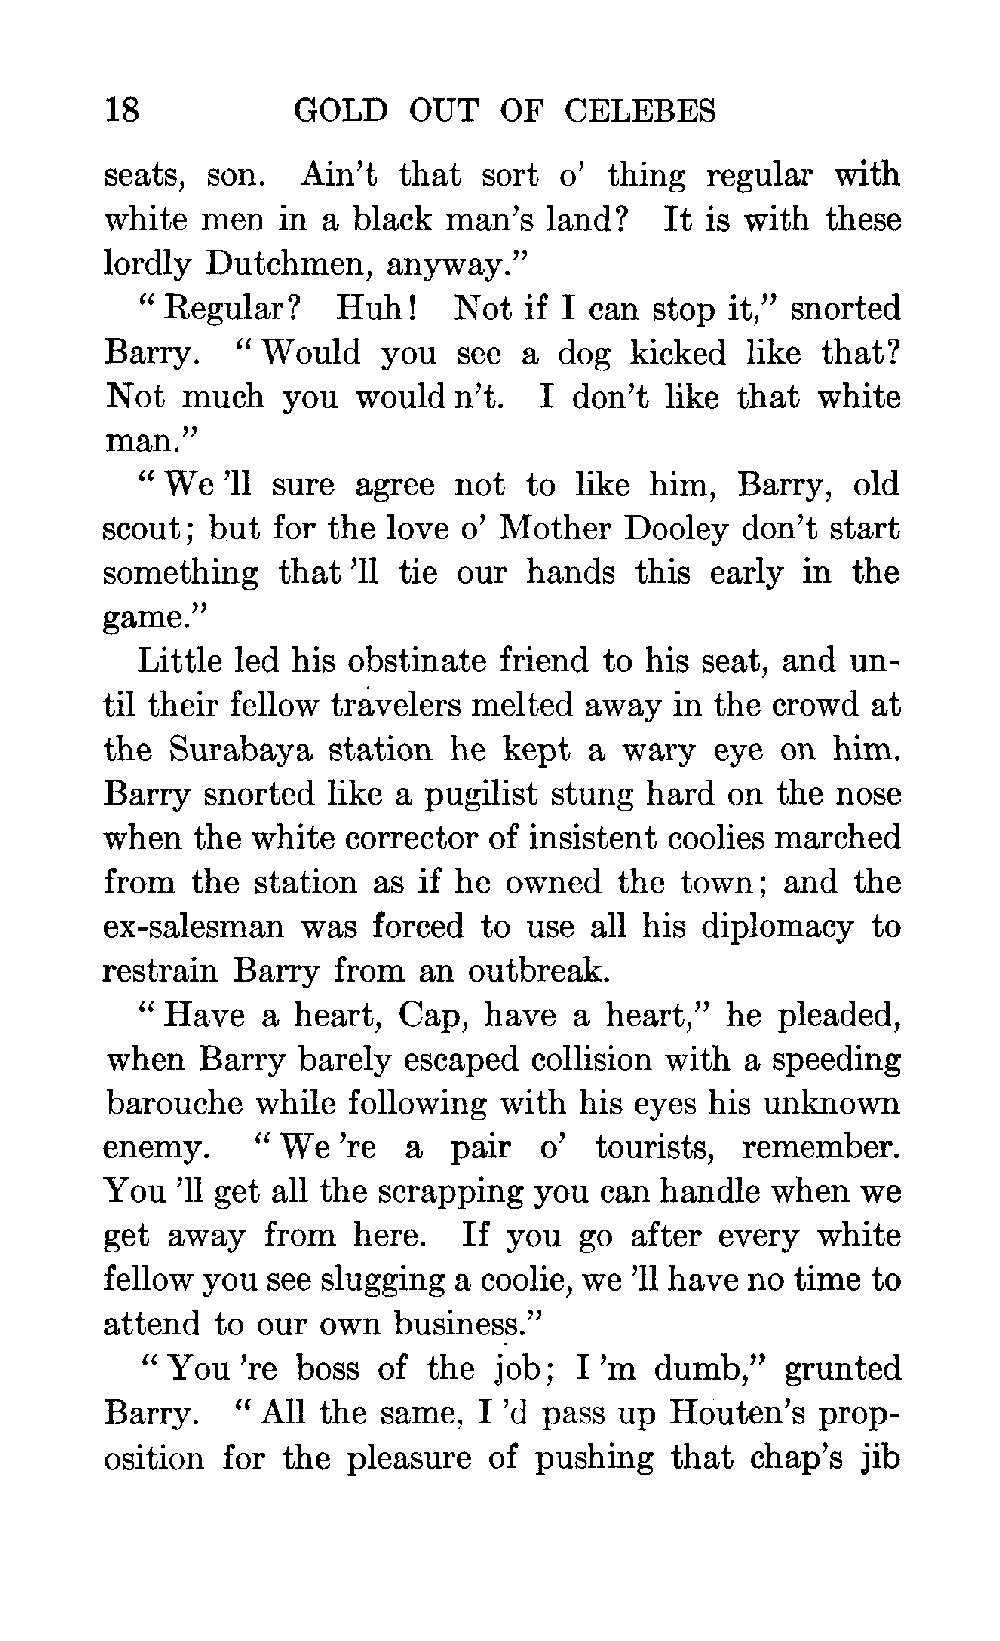 18 GOLD OUT OF CELEBES
seats, son. Ain't that sort o' thing regular with
white men in a black man's land? It is with these
lordly Dutchmen, anyway."
"Regular? Huh! Not if I can stop it," snorted
Barry. "Would you see a dog kicked like that?
Not much you would n't. I don't like that white
man."
"We 'll sure agree not to like him, Barry, old
scout; but for the love o' Mother Dooley don't start
something that 'll tie our hands this early in the
game."
Little led his obstinate friend to his seat, and un-
til their fellow travelers melted away in the crowd at
the Surabaya station he kept a wary eye on him.
Barry snorted like a pugilist stung hard on the nose
when the white corrector of insistent coolies marched
from the station as if he owned the town; and the
ex-salesman was forced to use all his diplomacy to
restrain Barry from an outbreak.
"Have a heart, Cap, have a heart," he pleaded,
when Barry barely escaped collision with a speeding
barouche while following with his eyes his unknown
enemy. "We 're a pair o' tourists, remember.
You 'll get all the scrapping you can handle when we
get away from here. If you go after every white
fellow you see slugging a coolie, we 'll have no time to
attend to our own business."
"You 're boss of the job; I 'm dumb," grunted
Barry. "All the same, I 'd pass up Houten's prop-
osition for the pleasure of pushing that chap's jib